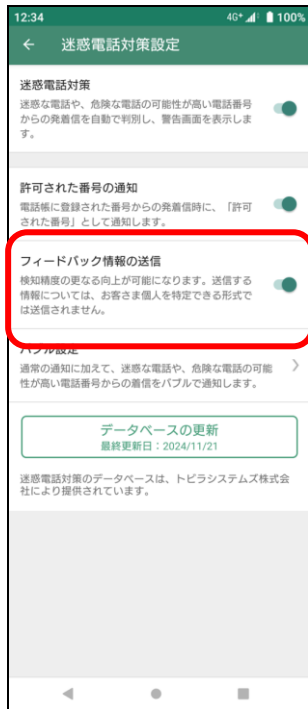 12:34 4G+ 100%
← 迷惑電話対策設定
迷惑電話対策
迷惑な電話や、危険な電話の可能性が高い電話番号
からの発着信を自動で判別し、警告画面を表示しま
す。
許可された番号の通知
電話帳に登録された番号からの発着信時に、「許可
された番号」として通知します。
フィードバック情報の送信
検知精度の更なる向上が可能になります。送信する
情報については、お客さま個人を特定できる形式で
は送信されません。
バブル設定
通常の通知に加えて、迷惑な電話や、危険な電話の可能
性が高い電話番号からの着信をバブルで通知します。
データベースの更新
最終更新日：2024/11/21
迷惑電話対策のデータベースは、トビラシステムズ株式会
社により提供されています。